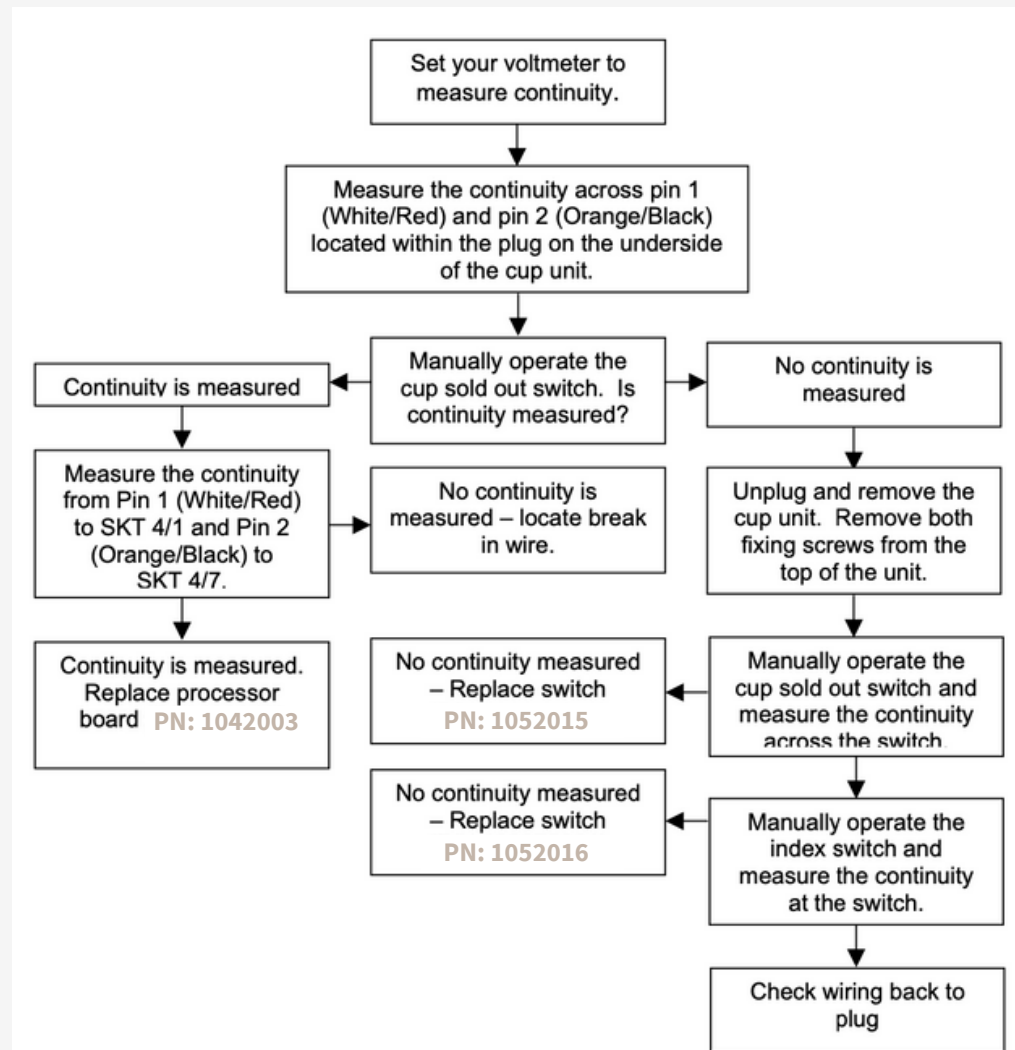 Set your voltmeter to
measure continuity.
Measure the continuity across pin 1
(White/Red) and pin 2 (Orange/Black)
located within the plug on the underside
of the cup unit.
Manually operate the
cup sold out switch. Is
continuity measured?
Continuity is measured
No continuity is
measured
Measure the continuity
from Pin 1 (White/Red)
to SKT 4/1 and Pin 2
(Orange/Black) to
SKT 4/7.
No continuity is
measured – locate break
in wire.
Unplug and remove the
cup unit. Remove both
fixing screws from the
top of the unit.
Continuity is measured.
Replace processor
board PN: 1042003
No continuity measured
– Replace switch
PN: 1052015
Manually operate the
cup sold out switch and
measure the continuity
across the switch.
No continuity measured
– Replace switch
PN: 1052016
Manually operate the
index switch and
measure the continuity
at the switch.
Check wiring back to
plug